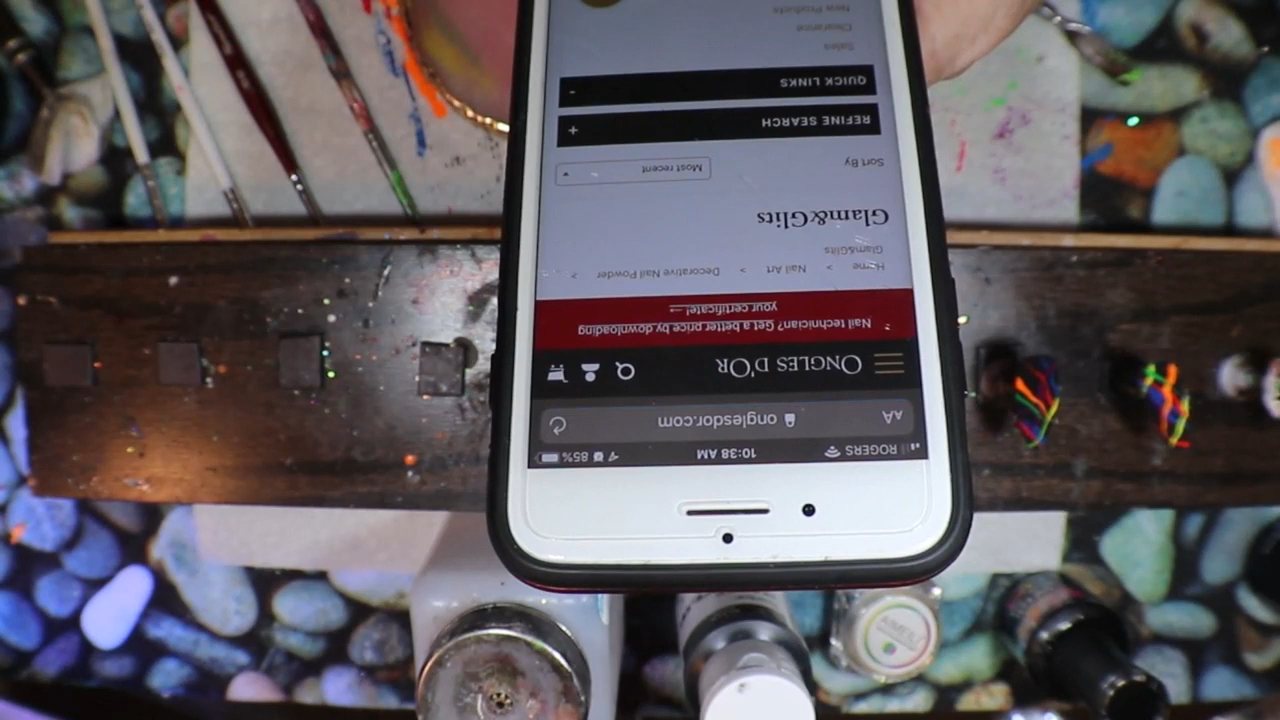 ROGERS 10:38 AM 85%
AA onglesdor.com
ONGLES D'OR
Nail technician? Get a better price by downloading
your certificate! →
Home > Nail Art > Decorative Nail Powder >
Glam&Glits
Glam&Glits
Sort By Most recent
REFINE SEARCH +
QUICK LINKS -
Sales
Clearance
New Products